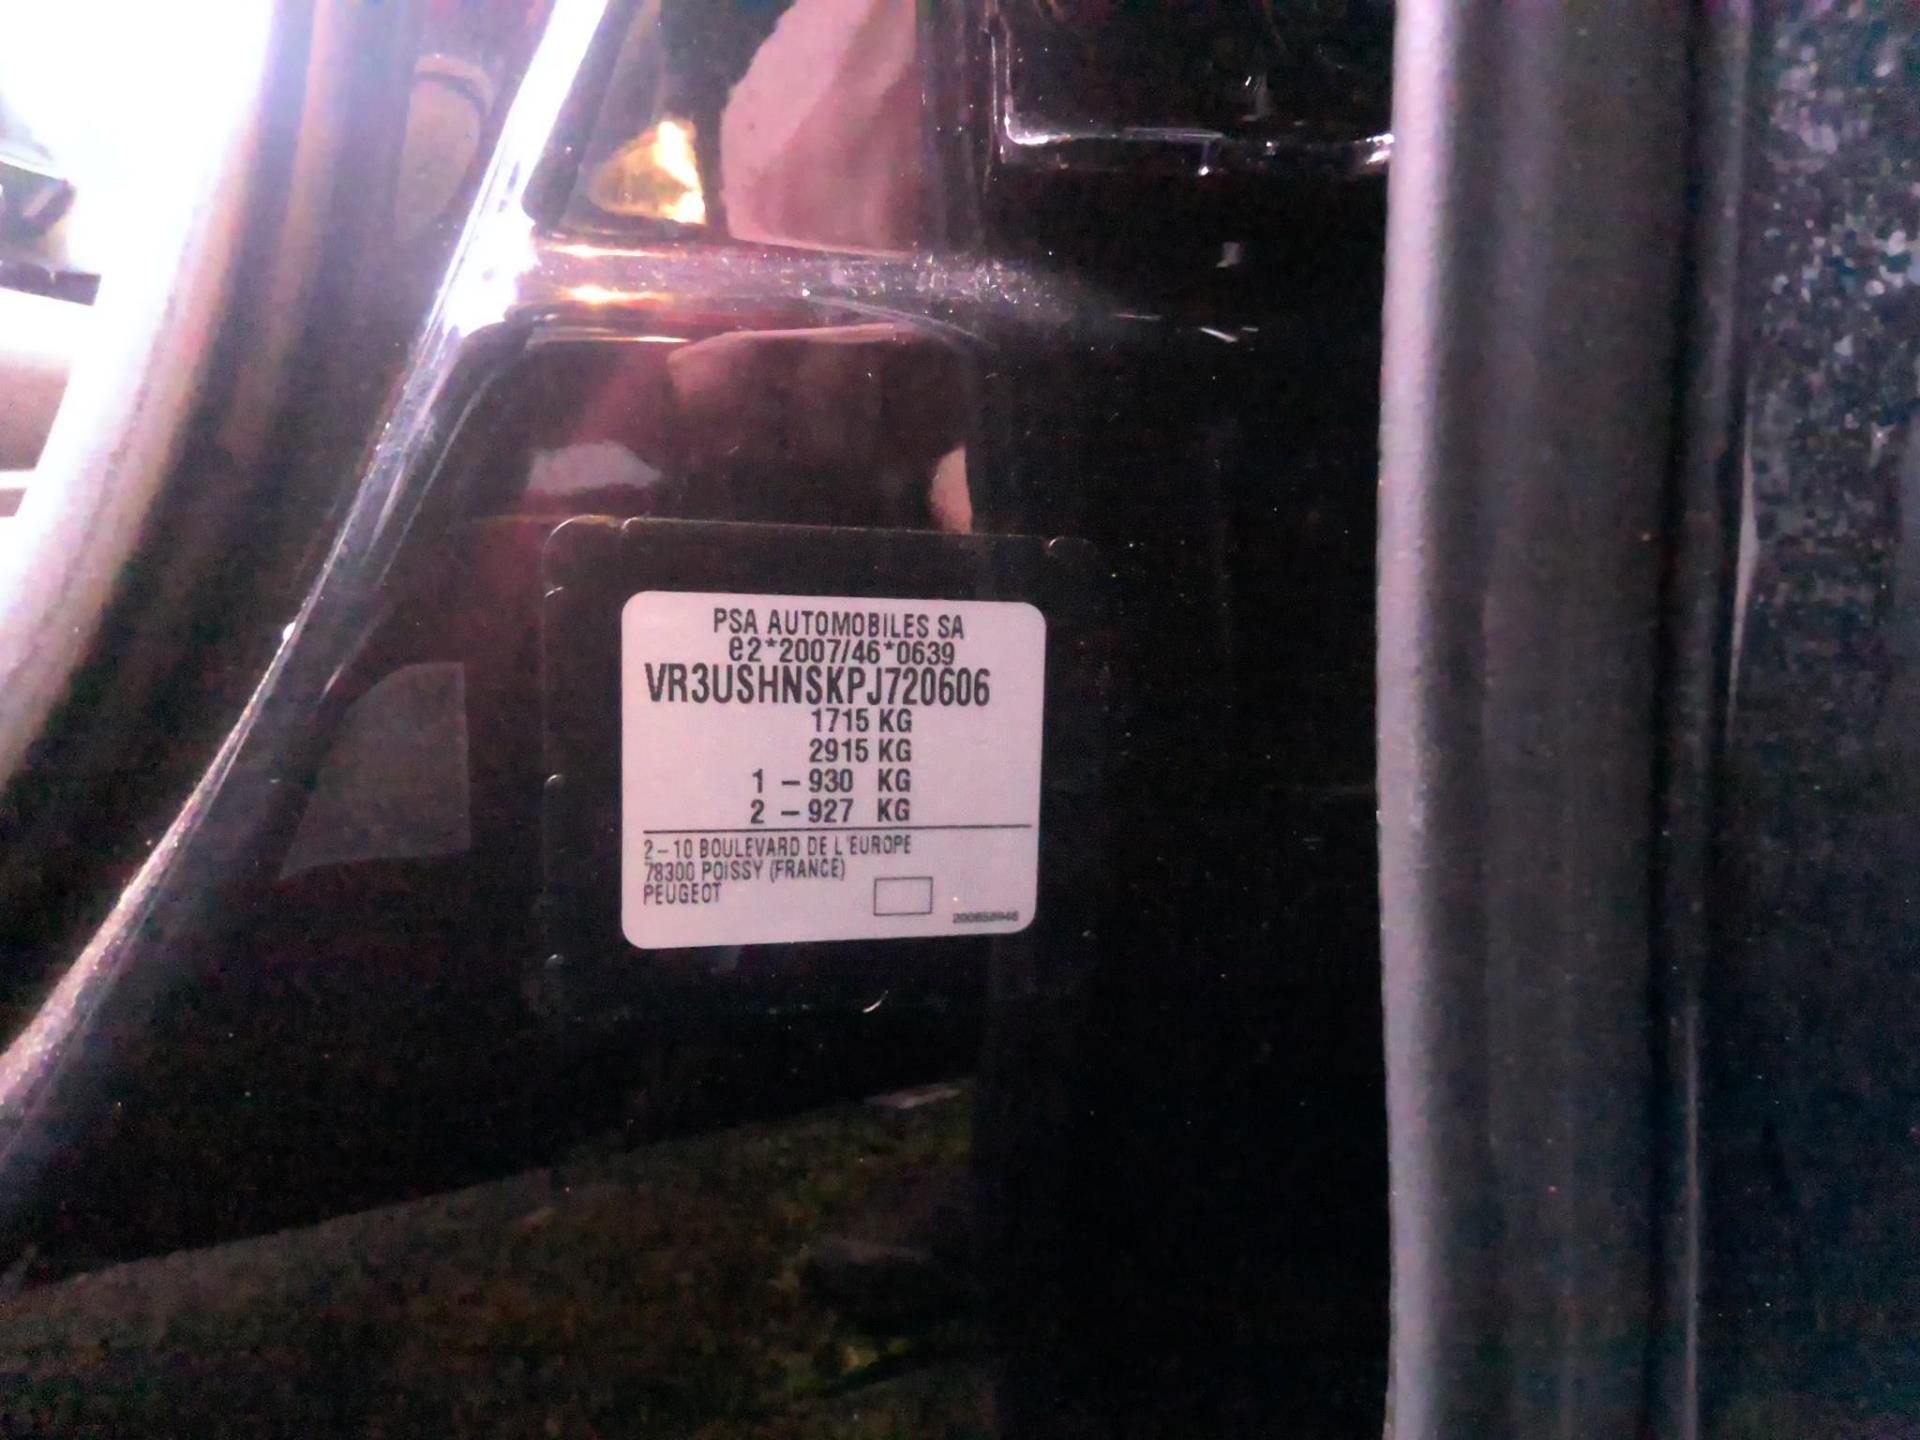 PSA AUTOMOBILES SA
e2*2007/46*0639
VR3USHNSKPJ720606
1715 KG
2915 KG
1 – 930 KG
2 – 927 KG
2–10 BOULEVARD DE L'EUROPE
78300 POISSY (FRANCE)
PEUGEOT